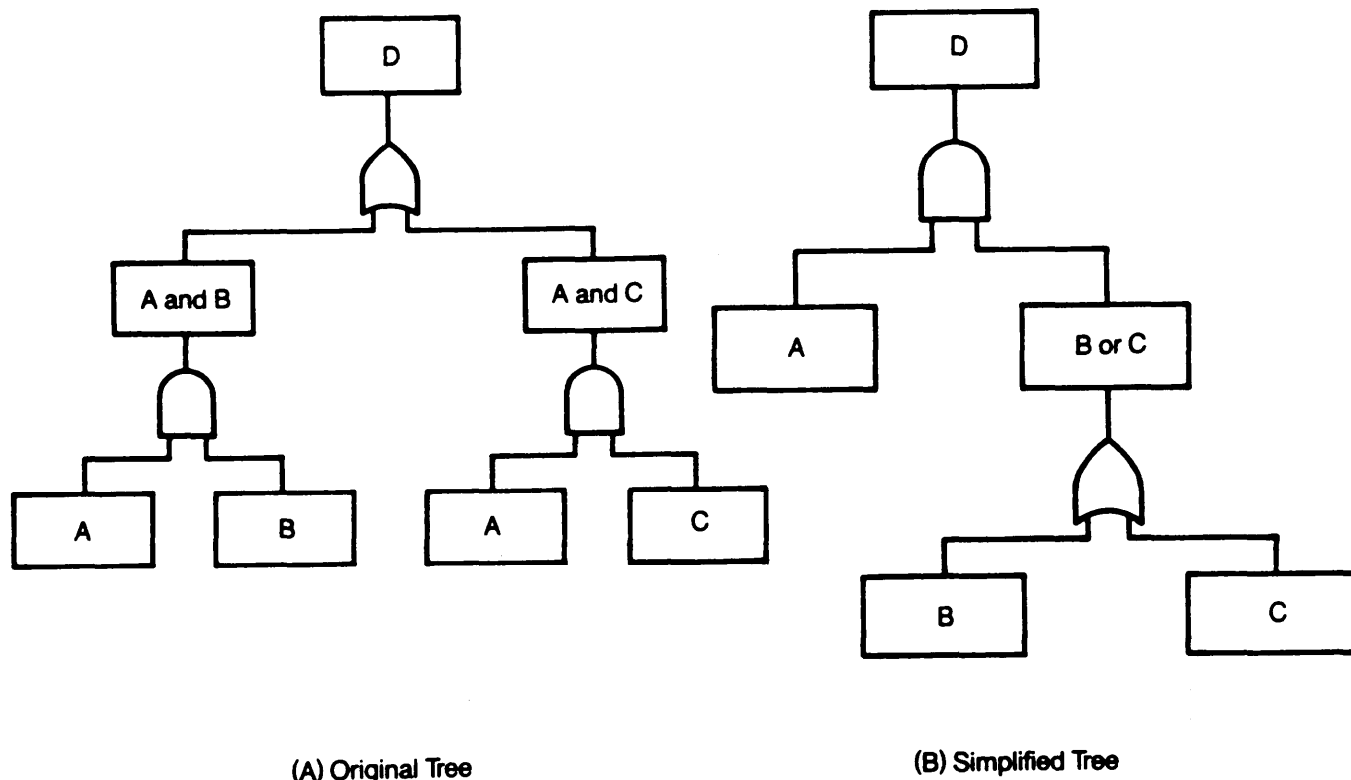 D
A and B
A and C
A
B
A
C
(A) Original Tree
D
A
B or C
B
C
(B) Simplified Tree